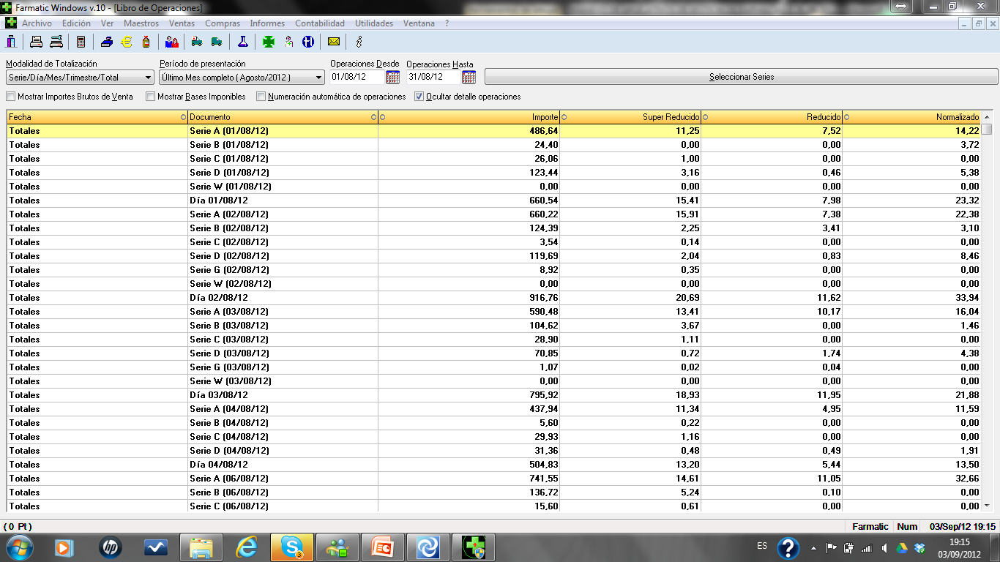 Farmatic Windows v.10 - [Libro de Operaciones]
Archivo Edición Ver Maestros Ventas Compras Informes Contabilidad Utilidades Ventana ?
Modalidad de Totalización Período de presentación Operaciones Desde Operaciones Hasta
Serie/Día/Mes/Trimestre/Total Último Mes completo ( Agosto/2012 ) 01/08/12 31/08/12 Seleccionar Series
Mostrar Importes Brutos de Venta Mostrar Bases Imponibles Numeración automática de operaciones Ocultar detalle operaciones
Fecha Documento Importe Super Reducido Reducido Normalizado
Totales Serie A (01/08/12) 486,64 11,25 7,52 14,22
Totales Serie B (01/08/12) 24,40 0,00 0,00 3,72
Totales Serie C (01/08/12) 26,06 1,00 0,00 0,00
Totales Serie D (01/08/12) 123,44 3,16 0,46 5,38
Totales Serie W (01/08/12) 0,00 0,00 0,00 0,00
Totales Día 01/08/12 660,54 15,41 7,98 23,32
Totales Serie A (02/08/12) 660,22 15,91 7,38 22,38
Totales Serie B (02/08/12) 124,39 2,25 3,41 3,10
Totales Serie C (02/08/12) 3,54 0,14 0,00 0,00
Totales Serie D (02/08/12) 119,69 2,04 0,83 8,46
Totales Serie G (02/08/12) 8,92 0,35 0,00 0,00
Totales Serie W (02/08/12) 0,00 0,00 0,00 0,00
Totales Día 02/08/12 916,76 20,69 11,62 33,94
Totales Serie A (03/08/12) 590,48 13,41 10,17 16,04
Totales Serie B (03/08/12) 104,62 3,67 0,00 1,46
Totales Serie C (03/08/12) 28,90 1,11 0,00 0,00
Totales Serie D (03/08/12) 70,85 0,72 1,74 4,38
Totales Serie G (03/08/12) 1,07 0,02 0,04 0,00
Totales Serie W (03/08/12) 0,00 0,00 0,00 0,00
Totales Día 03/08/12 795,92 18,93 11,95 21,88
Totales Serie A (04/08/12) 437,94 11,34 4,95 11,59
Totales Serie B (04/08/12) 5,60 0,22 0,00 0,00
Totales Serie C (04/08/12) 29,93 1,16 0,00 0,00
Totales Serie D (04/08/12) 31,36 0,48 0,49 1,91
Totales Día 04/08/12 504,83 13,20 5,44 13,50
Totales Serie A (06/08/12) 741,55 14,61 11,05 32,66
Totales Serie B (06/08/12) 136,72 5,24 0,10 0,00
Totales Serie C (06/08/12) 15,60 0,61 0,00 0,00
( 0 Pt ) Farmatic Num 03/Sep/12 19:15
ES 19:15
03/09/2012